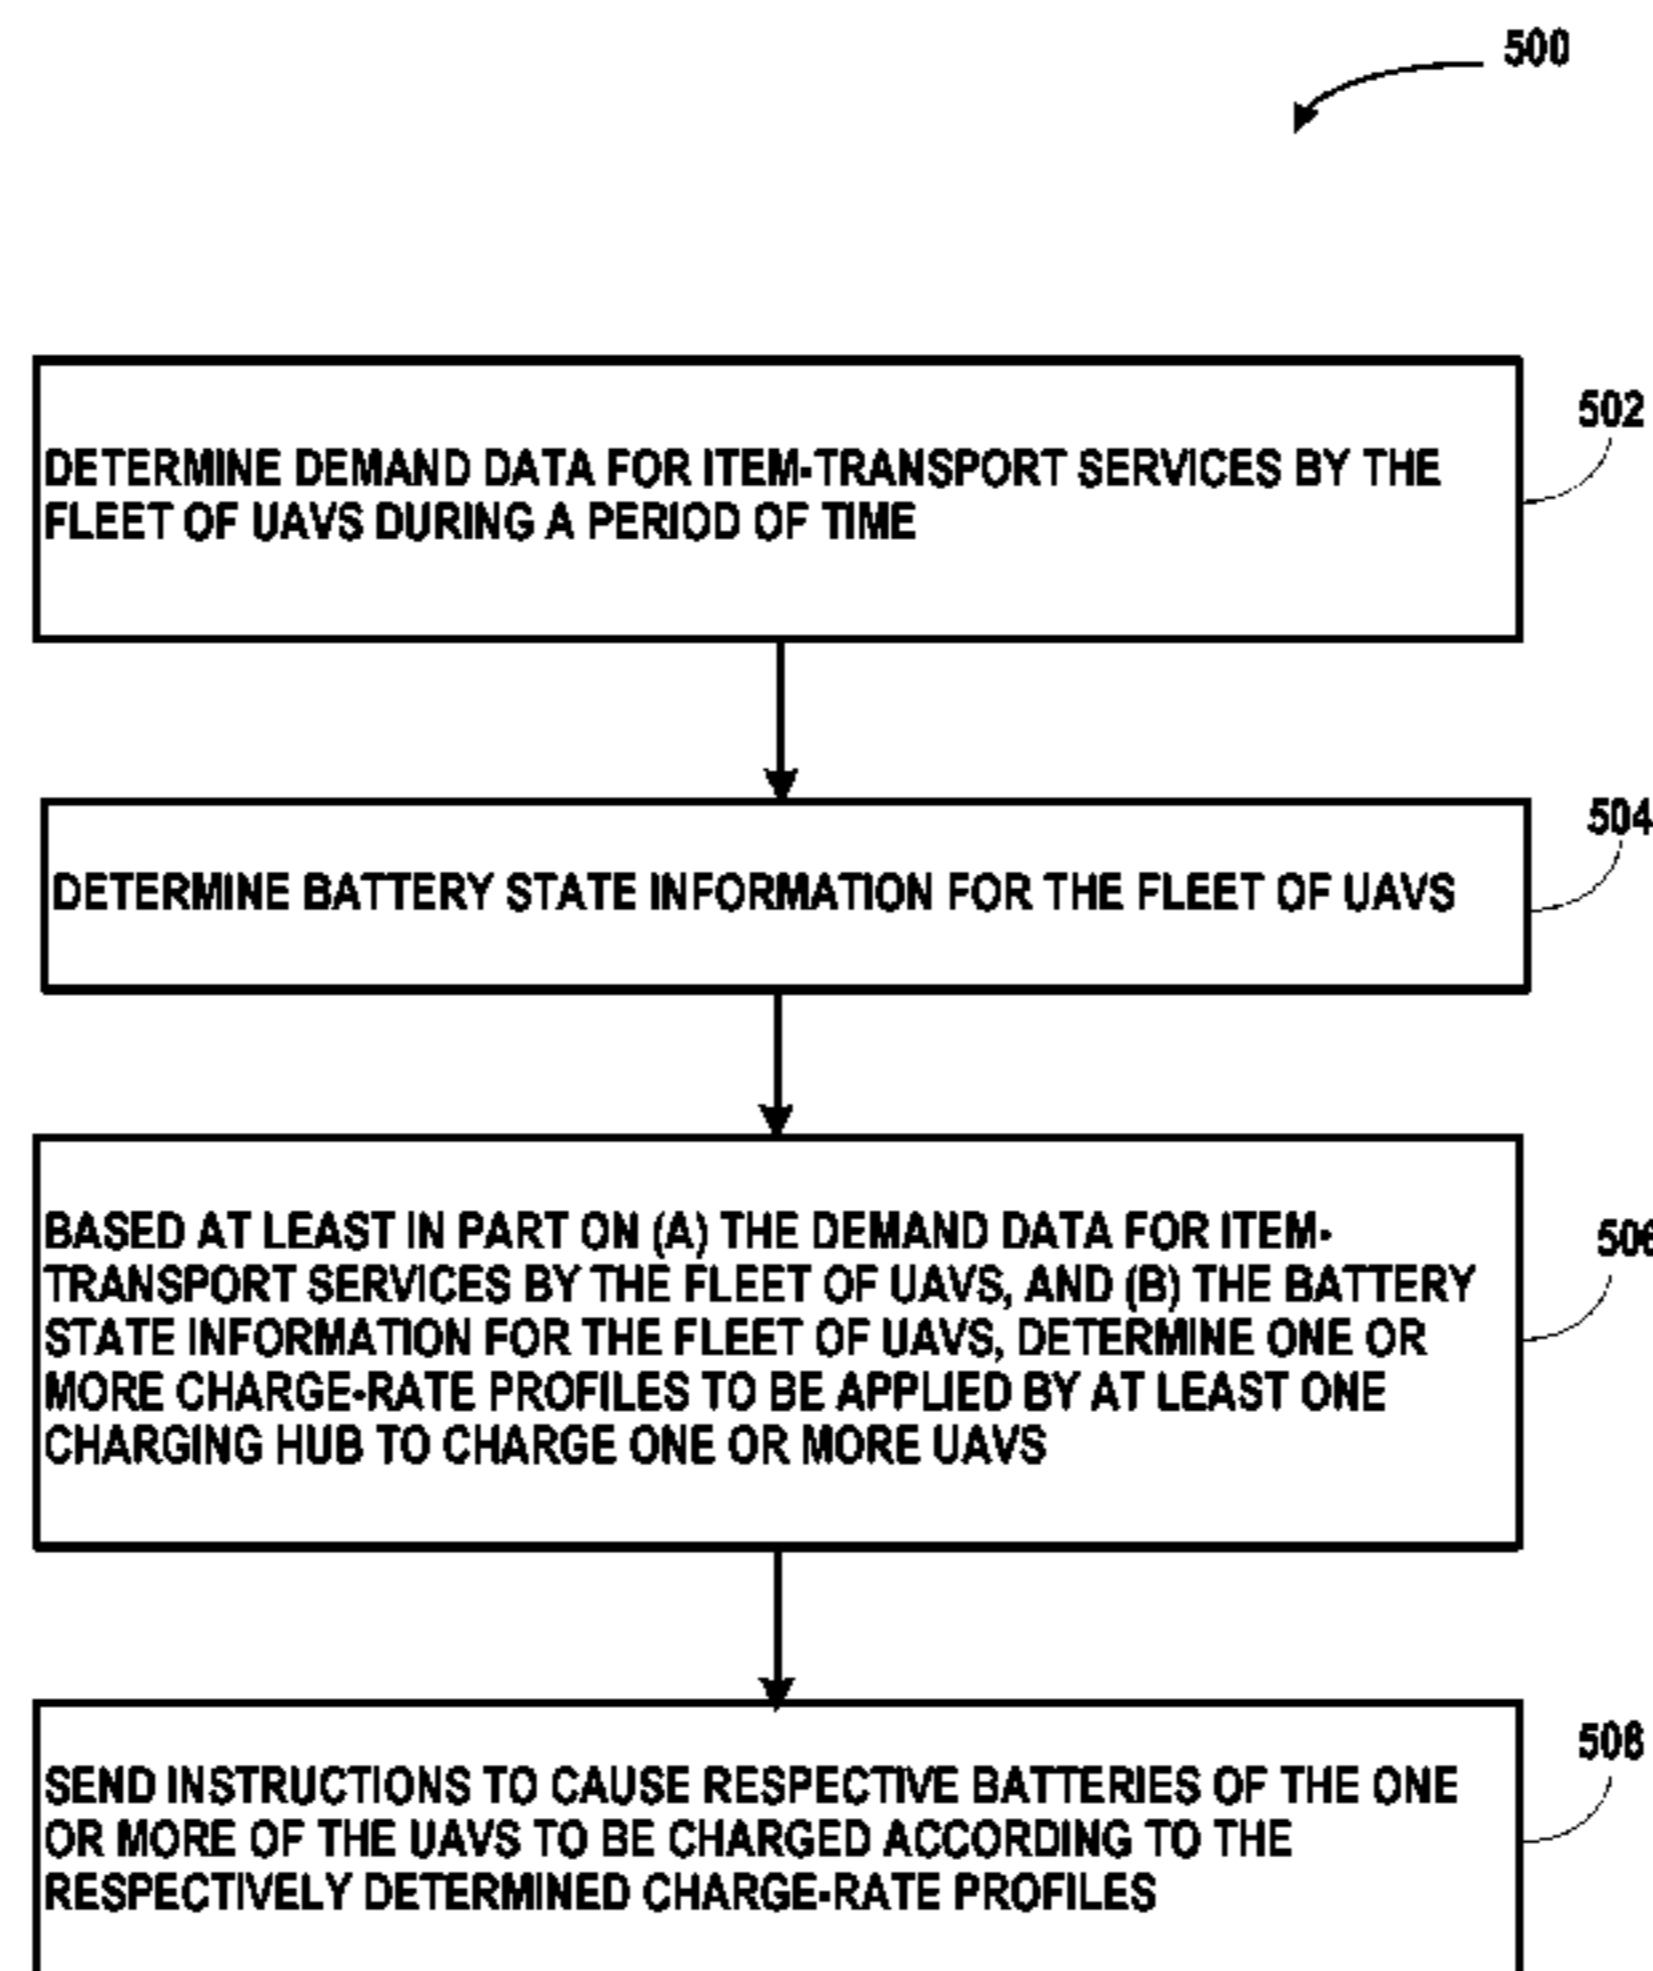 500
502
DETERMINE DEMAND DATA FOR ITEM-TRANSPORT SERVICES BY THE
FLEET OF UAVS DURING A PERIOD OF TIME
504
DETERMINE BATTERY STATE INFORMATION FOR THE FLEET OF UAVS
506
BASED AT LEAST IN PART ON (A) THE DEMAND DATA FOR ITEM-
TRANSPORT SERVICES BY THE FLEET OF UAVS, AND (B) THE BATTERY
STATE INFORMATION FOR THE FLEET OF UAVS, DETERMINE ONE OR
MORE CHARGE-RATE PROFILES TO BE APPLIED BY AT LEAST ONE
CHARGING HUB TO CHARGE ONE OR MORE UAVS
508
SEND INSTRUCTIONS TO CAUSE RESPECTIVE BATTERIES OF THE ONE
OR MORE OF THE UAVS TO BE CHARGED ACCORDING TO THE
RESPECTIVELY DETERMINED CHARGE-RATE PROFILES